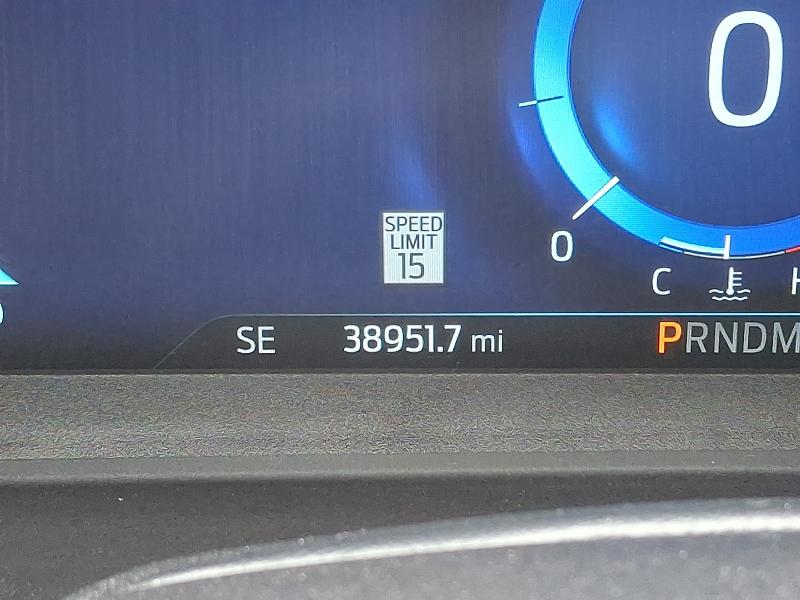 0
SPEED
LIMIT
15
0
C
H
SE 38951.7 mi PRNDM